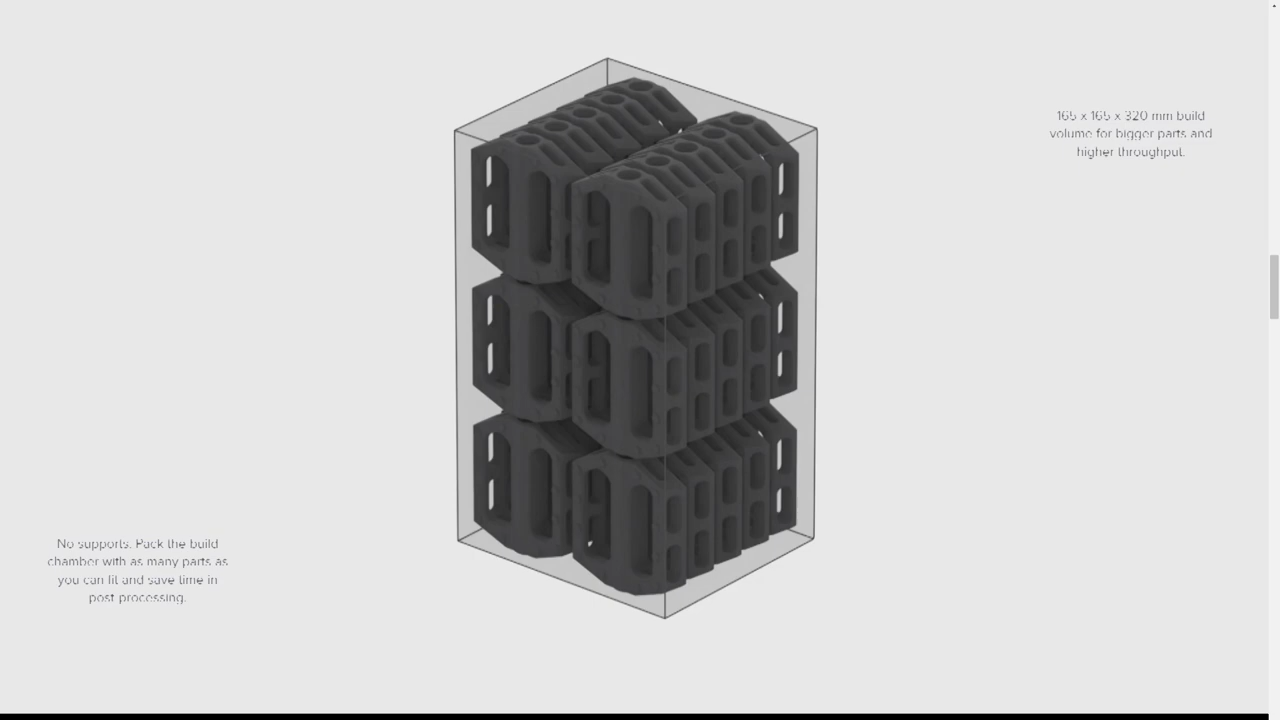 165 x 165 x 320 mm build
volume for bigger parts and
higher throughput.
No supports. Pack the build
chamber with as many parts as
you can fit and save time in
post processing.